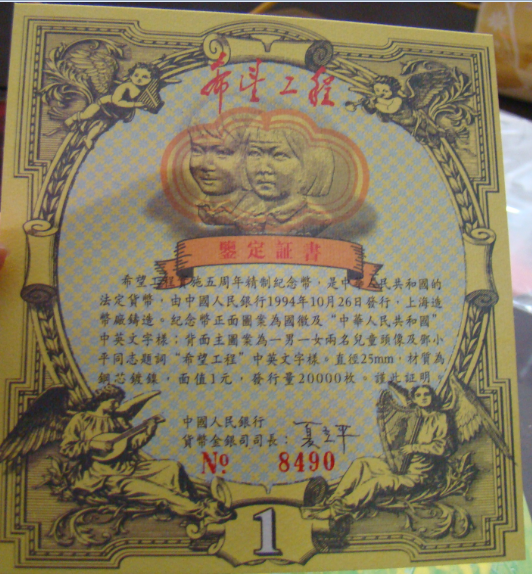 希望工程
鑒定証書
希望工程實施五周年精制紀念幣，是中華人民共和國的
法定貨幣，由中國人民銀行1994年10月26日發行，上海造
幣廠鑄造。紀念幣正面圖案為國徽及“中華人民共和國”
中英文字樣；背面主圖案為一男一女兩名兒童頭像及鄧小
平同志題詞“希望工程”中英文字樣。直徑25mm，材質為
鋼芯鍍鎳，面值1元，發行量20000枚。謹此証明。
中國人民銀行
貨幣金銀司司長：夏立平
№ 8490
1